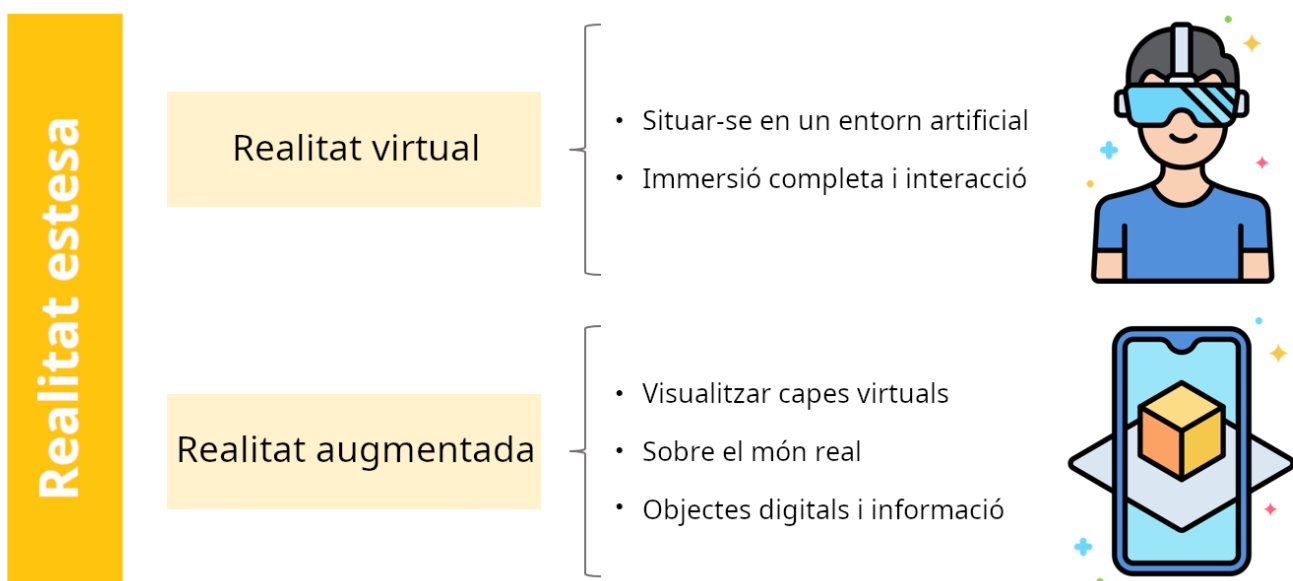 Realitat estesa
Realitat virtual
• Situar-se en un entorn artificial
• Immersió completa i interacció
Realitat augmentada
• Visualitzar capes virtuals
• Sobre el món real
• Objectes digitals i informació